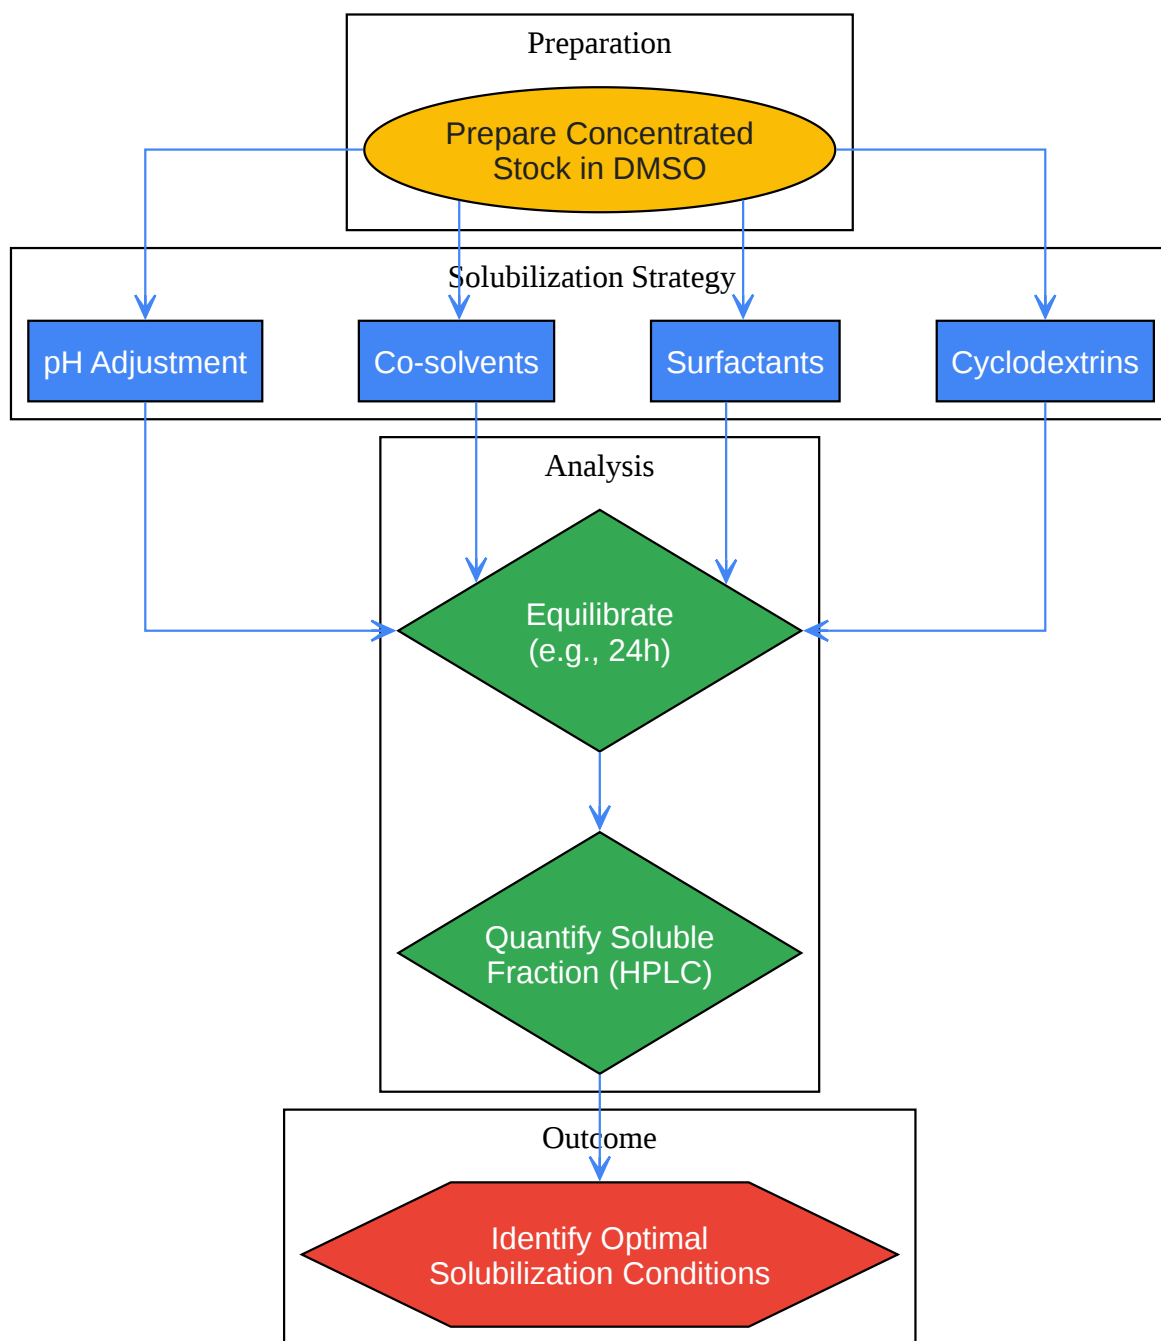 Preparation
Prepare Concentrated
Stock in DMSO
Solubilization Strategy
pH Adjustment
Co-solvents
Surfactants
Cyclodextrins
Analysis
Equilibrate
(e.g., 24h)
Quantify Soluble
Fraction (HPLC)
Outcome
Identify Optimal
Solubilization Conditions